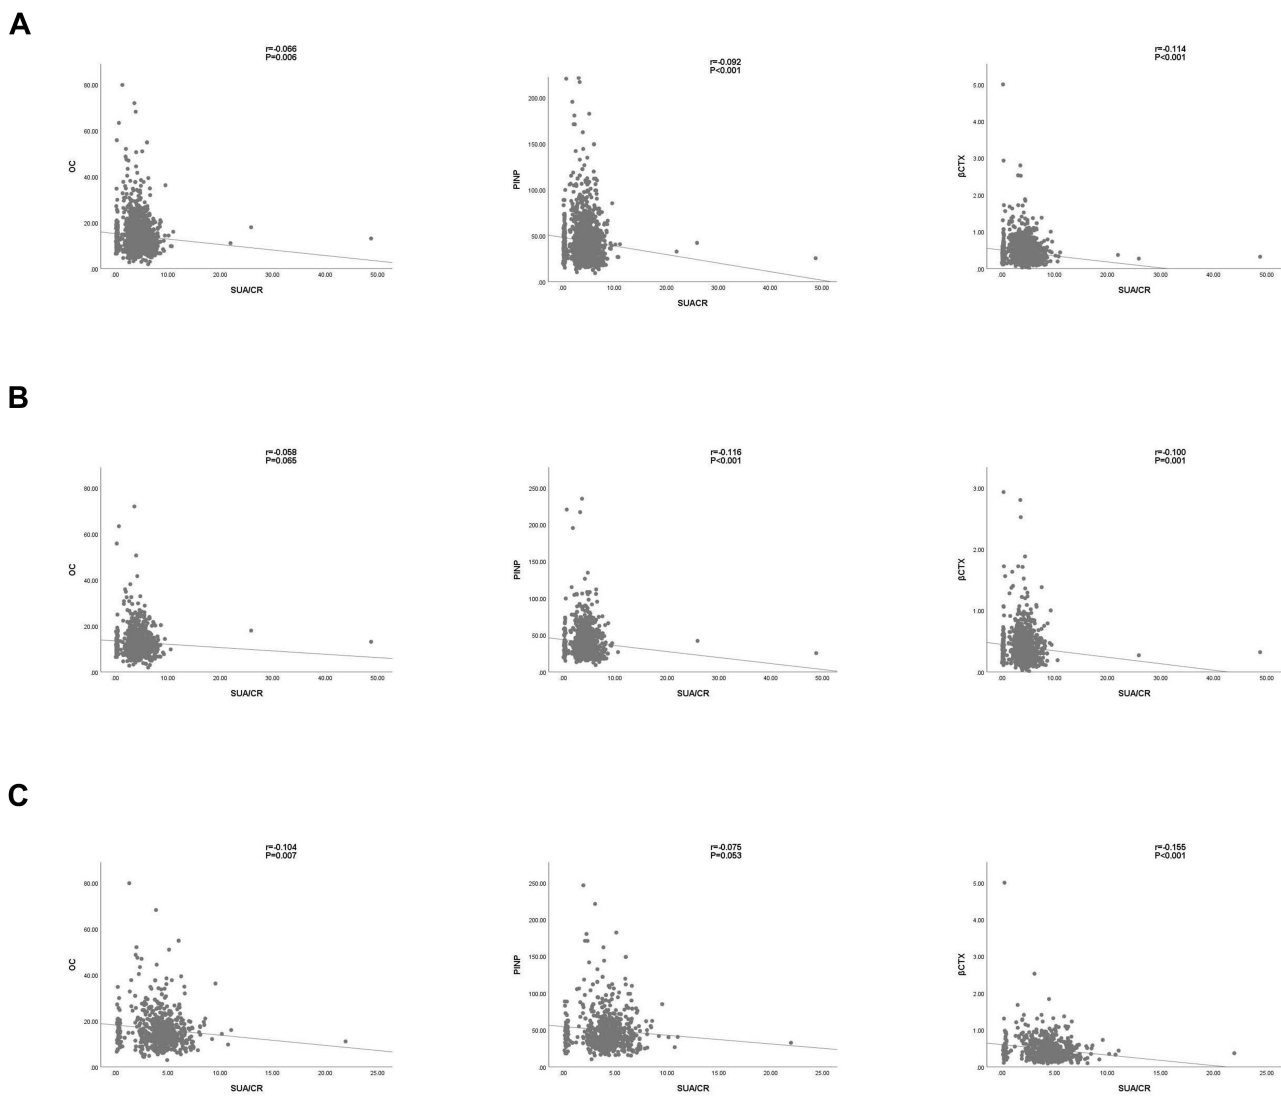 A
r=-0.066
P=0.006
80.00
60.00
40.00
20.00
.00
OC
.00 10.00 20.00 30.00 40.00 50.00
SUA/CR
r=-0.092
P<0.001
200.00
150.00
100.00
50.00
.00
PINP
.00 10.00 20.00 30.00 40.00 50.00
SUACR
r=-0.114
P<0.001
5.00
4.00
3.00
2.00
1.00
.00
βCTX
.00 10.00 20.00 30.00 40.00 50.00
SUA/CR
B
r=-0.058
P=0.065
80.00
60.00
40.00
20.00
.00
OC
.00 10.00 20.00 30.00 40.00 50.00
SUA/CR
r=-0.116
P<0.001
250.00
200.00
150.00
100.00
50.00
.00
PINP
.00 10.00 20.00 30.00 40.00 50.00
SUA/CR
r=-0.100
P=0.001
3.00
2.00
1.00
.00
βCTX
.00 10.00 20.00 30.00 40.00 50.00
SUA/CR
C
r=-0.104
P=0.007
80.00
60.00
40.00
20.00
.00
OC
.00 5.00 10.00 15.00 20.00 25.00
SUA/CR
r=-0.075
P=0.053
250.00
200.00
150.00
100.00
50.00
.00
PINP
.00 5.00 10.00 15.00 20.00 25.00
SUA/CR
r=-0.155
P<0.001
5.00
4.00
3.00
2.00
1.00
.00
βCTX
.00 5.00 10.00 15.00 20.00 25.00
SUA/CR